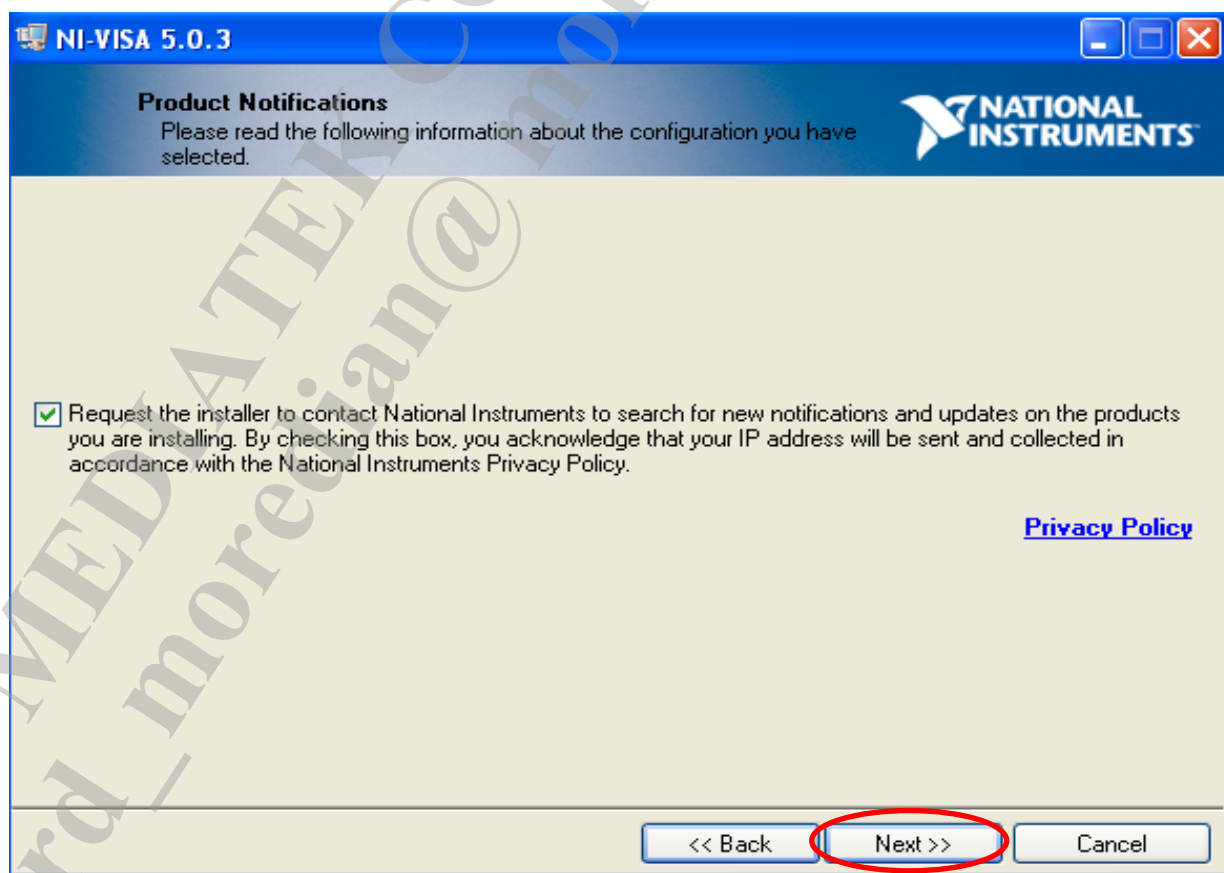 NI-VISA 5.0.3
Product Notifications
Please read the following information about the configuration you have
selected.
NATIONAL
INSTRUMENTS
Request the installer to contact National Instruments to search for new notifications and updates on the products
you are installing. By checking this box, you acknowledge that your IP address will be sent and collected in
accordance with the National Instruments Privacy Policy.
Privacy Policy
<< Back
Next >>
Cancel
MEDIATEK